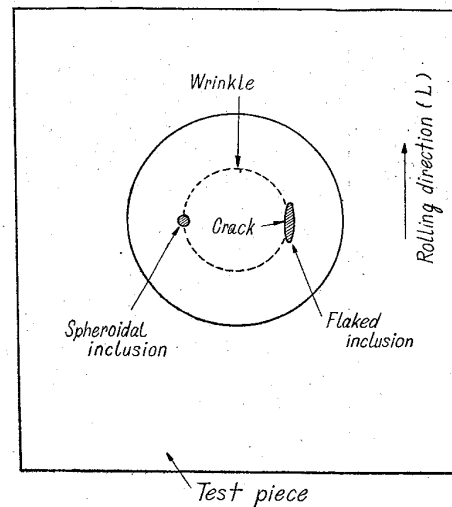 Wrinkle
Rolling direction (L)
Crack
Spheroidal
inclusion
Flaked
inclusion
Test piece